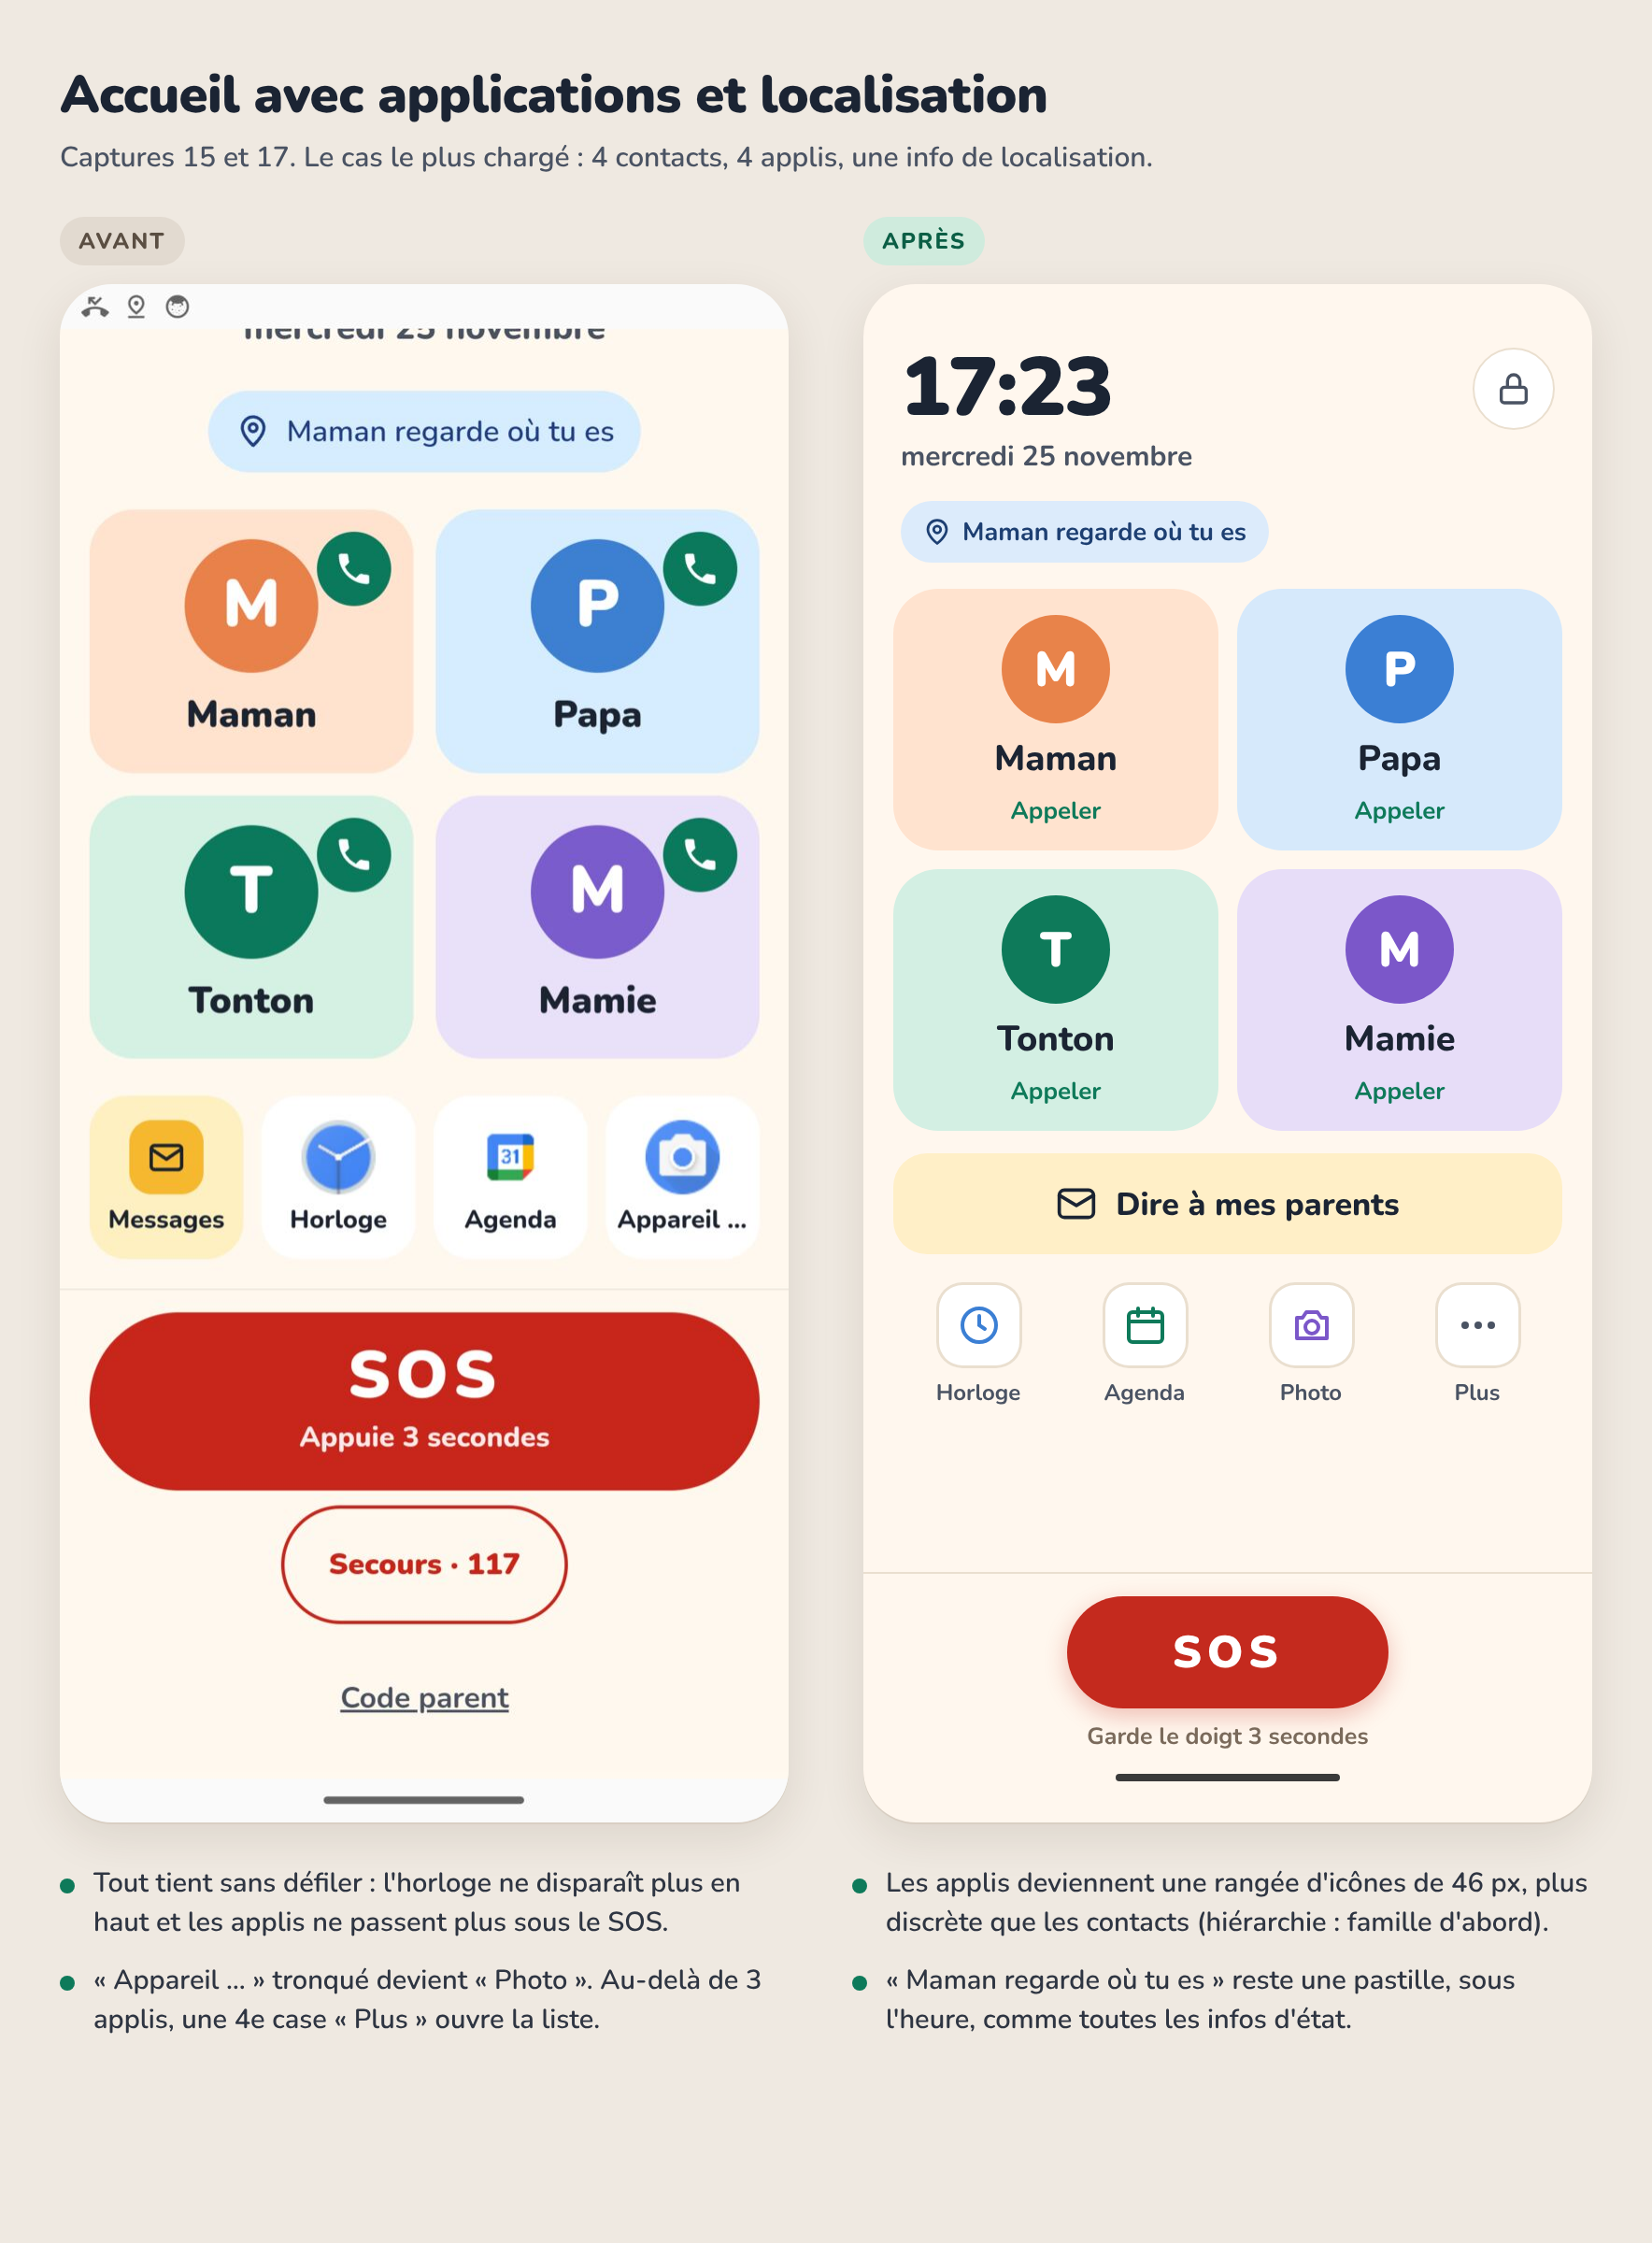 Accueil avec applications et localisation
Captures 15 et 17. Le cas le plus chargé : 4 contacts, 4 applis, une info de localisation.
AVANT
mercredi 25 novembre
Maman regarde où tu es
M
P
Maman
Papa
T
M
Tonton
Mamie
31
Messages
Horloge
Agenda
Appareil ...
SOS
Appuie 3 secondes
Secours · 117
Code parent
APRÈS
17:23
mercredi 25 novembre
Maman regarde où tu es
M
P
Maman
Papa
Appeler
Appeler
T
M
Tonton
Mamie
Appeler
Appeler
Dire à mes parents
Horloge
Agenda
Photo
Plus
SOS
Garde le doigt 3 secondes
Tout tient sans défiler : l'horloge ne disparaît plus en
haut et les applis ne passent plus sous le SOS.
« Appareil ... » tronqué devient « Photo ». Au-delà de 3
applis, une 4e case « Plus » ouvre la liste.
Les applis deviennent une rangée d'icônes de 46 px, plus
discrète que les contacts (hiérarchie : famille d'abord).
« Maman regarde où tu es » reste une pastille, sous
l'heure, comme toutes les infos d'état.